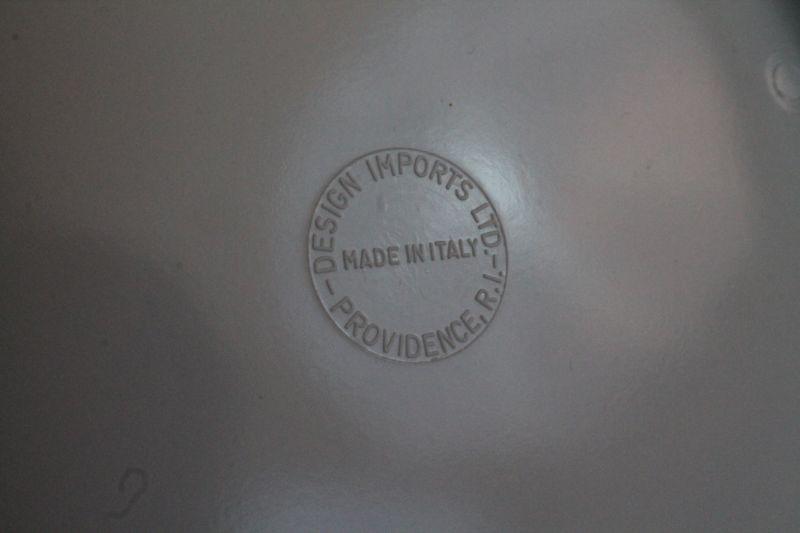 DESIGN IMPORTS LTD.
MADE IN ITALY
PROVIDENCE, R.I.